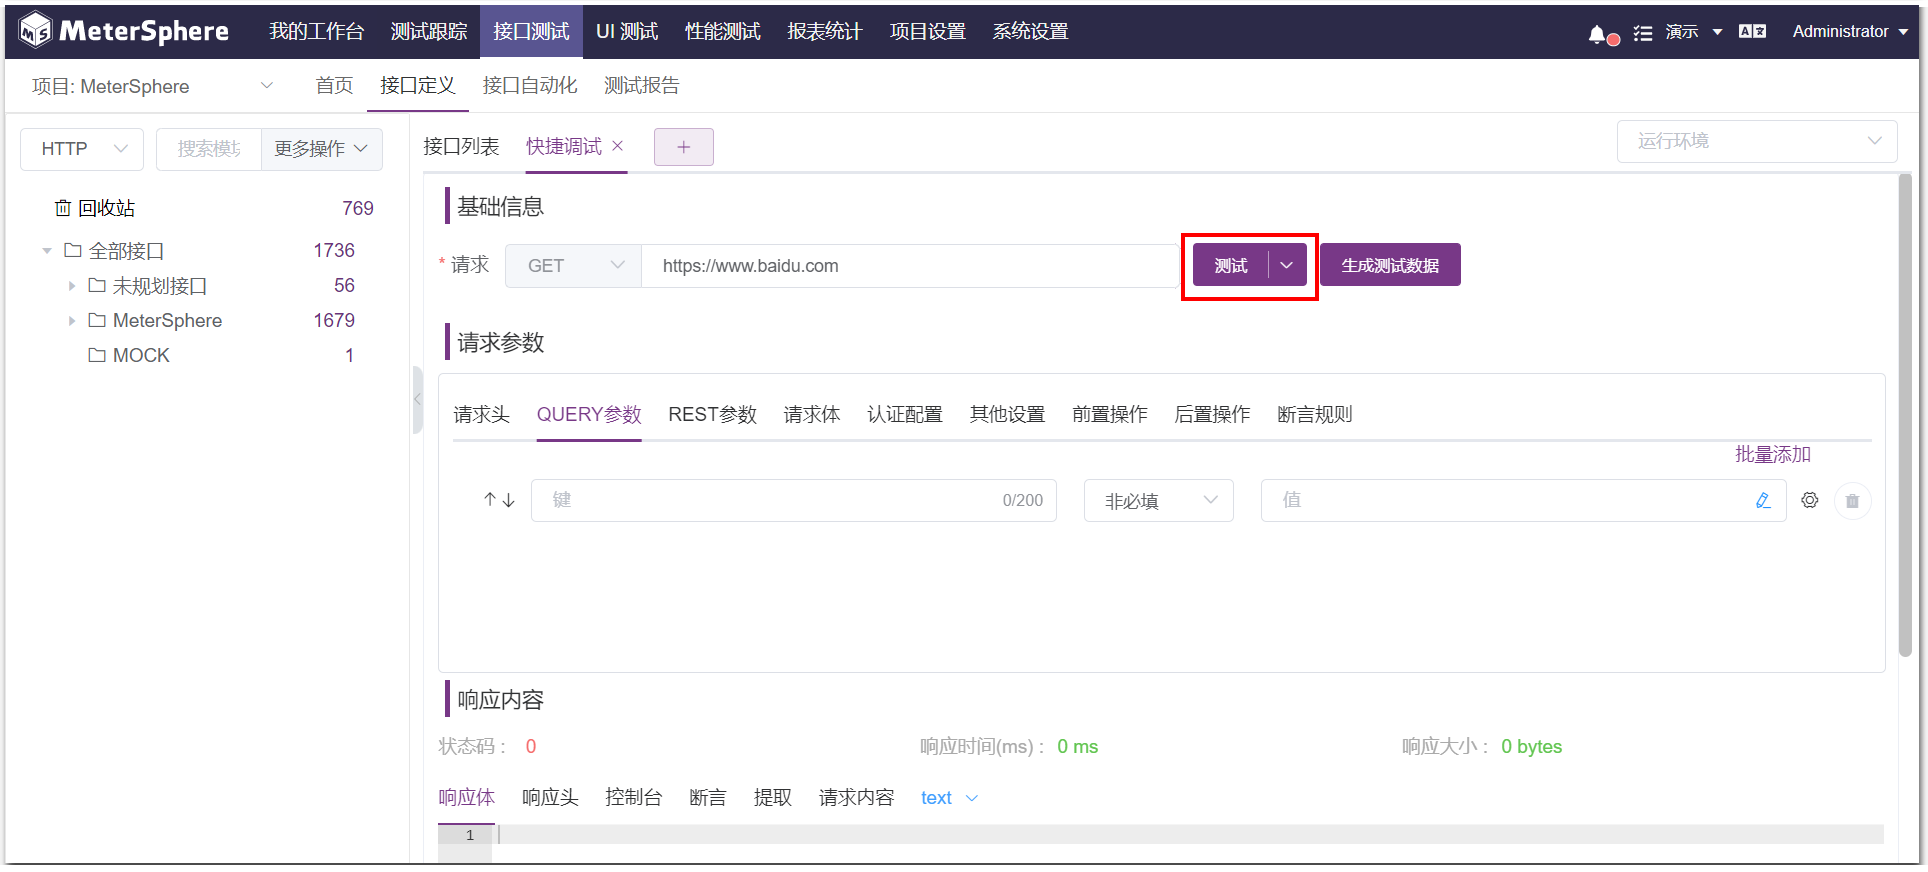 MeterSphere 我的工作台 测试跟踪 接口测试 UI 测试 性能测试 报表统计 项目设置 系统设置 演示 Administrator
项目: MeterSphere 首页 接口定义 接口自动化 测试报告
HTTP 搜索模块 更多操作
接口列表 快捷调试 × + 运行环境
回收站 769
全部接口 1736
未规划接口 56
MeterSphere 1679
MOCK 1
基础信息
* 请求 GET https://www.baidu.com 测试 生成测试数据
请求参数
请求头 QUERY参数 REST参数 请求体 认证配置 其他设置 前置操作 后置操作 断言规则
批量添加
键 0/200 非必填 值
响应内容
状态码 : 0 响应时间(ms) : 0 ms 响应大小 : 0 bytes
响应体 响应头 控制台 断言 提取 请求内容 text
1